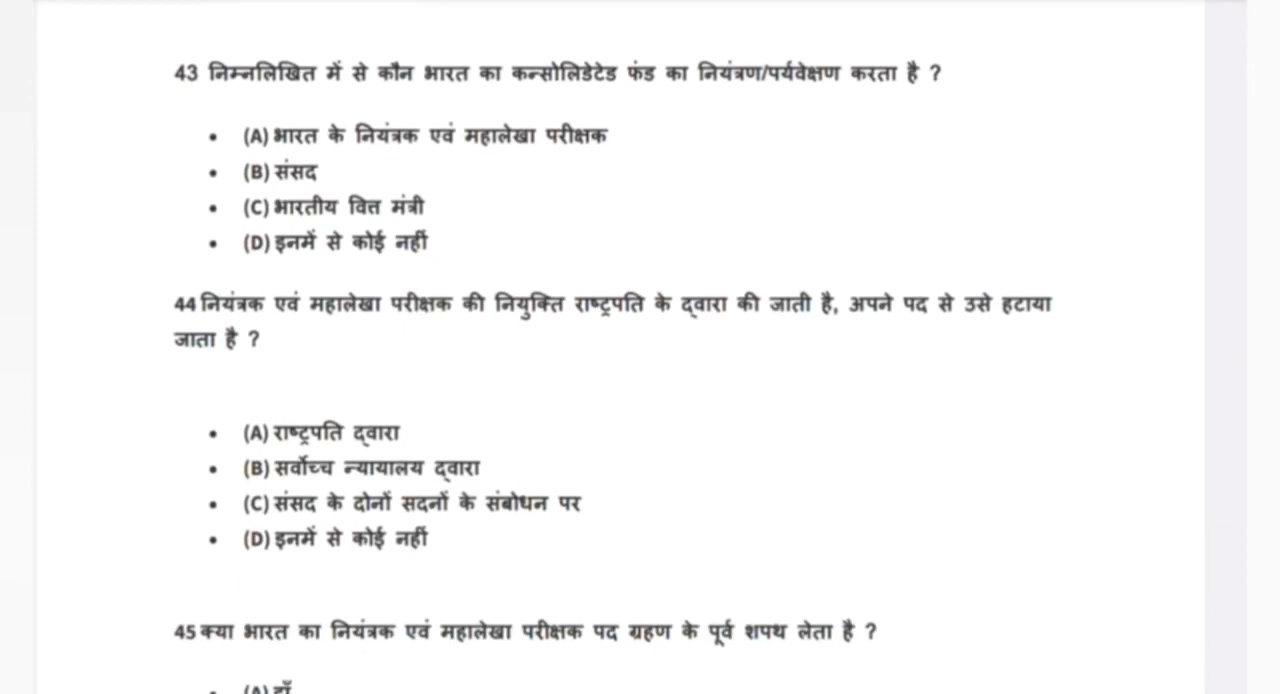 43 निम्नलिखित में से कौन भारत का कन्सोलिडेटेड फंड का नियंत्रण/पर्यवेक्षण करता है ?
• (A) भारत के नियंत्रक एवं महालेखा परीक्षक
• (B) संसद
• (C) भारतीय वित्त मंत्री
• (D) इनमें से कोई नहीं
44 नियंत्रक एवं महालेखा परीक्षक की नियुक्ति राष्ट्रपति के द्वारा की जाती है, अपने पद से उसे हटाया
जाता है ?
• (A) राष्ट्रपति द्वारा
• (B) सर्वोच्च न्यायालय द्वारा
• (C) संसद के दोनों सदनों के संबोधन पर
• (D) इनमें से कोई नहीं
45 क्या भारत का नियंत्रक एवं महालेखा परीक्षक पद ग्रहण के पूर्व शपथ लेता है ?
• (A) हाँ